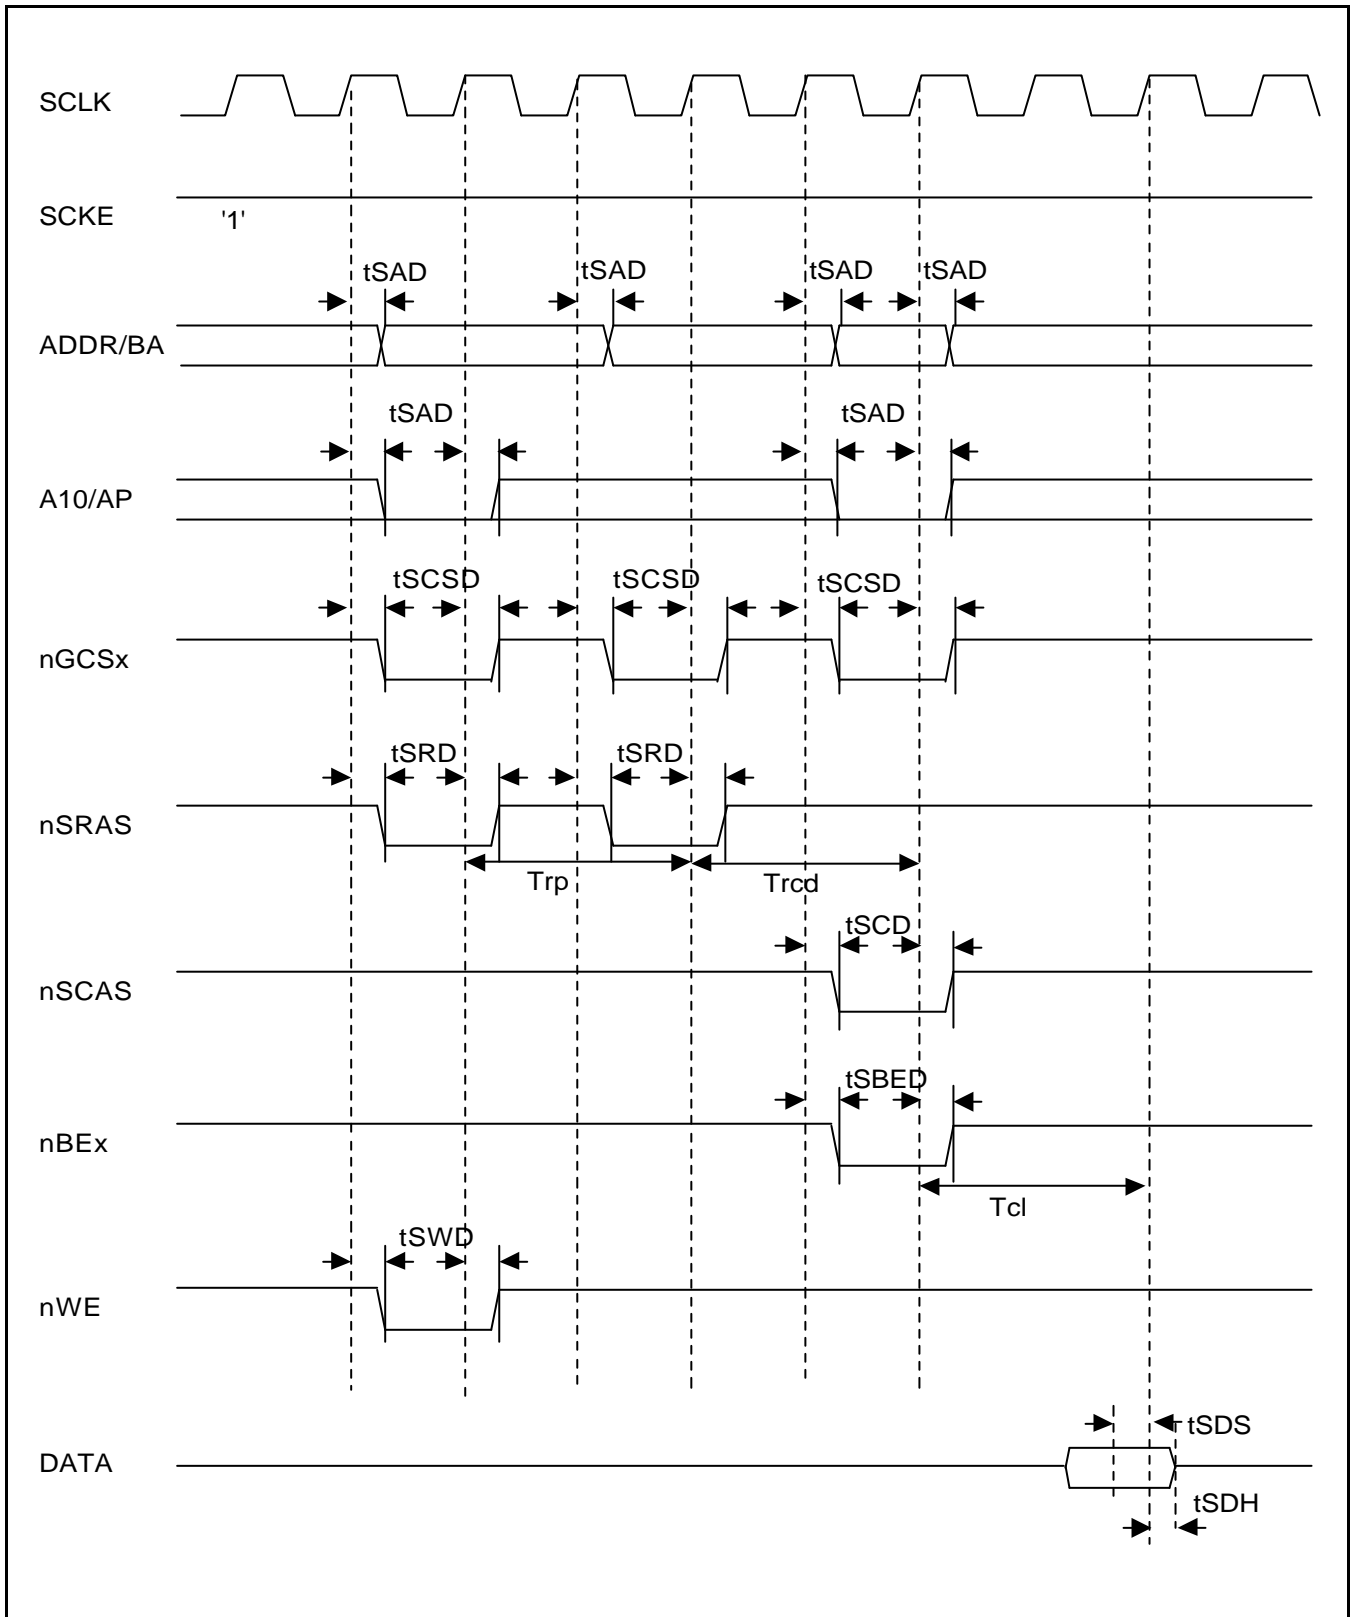 SCLK
SCKE '1'
tSAD tSAD tSAD tSAD
ADDR/BA
tSAD tSAD
A10/AP
tSCSD tSCSD tSCSD
nGCSx
tSRD tSRD
nSRAS
Trp Trcd
tSCD
nSCAS
tSBED
nBEx
Tcl
tSWD
nWE
tSDS
DATA
tSDH